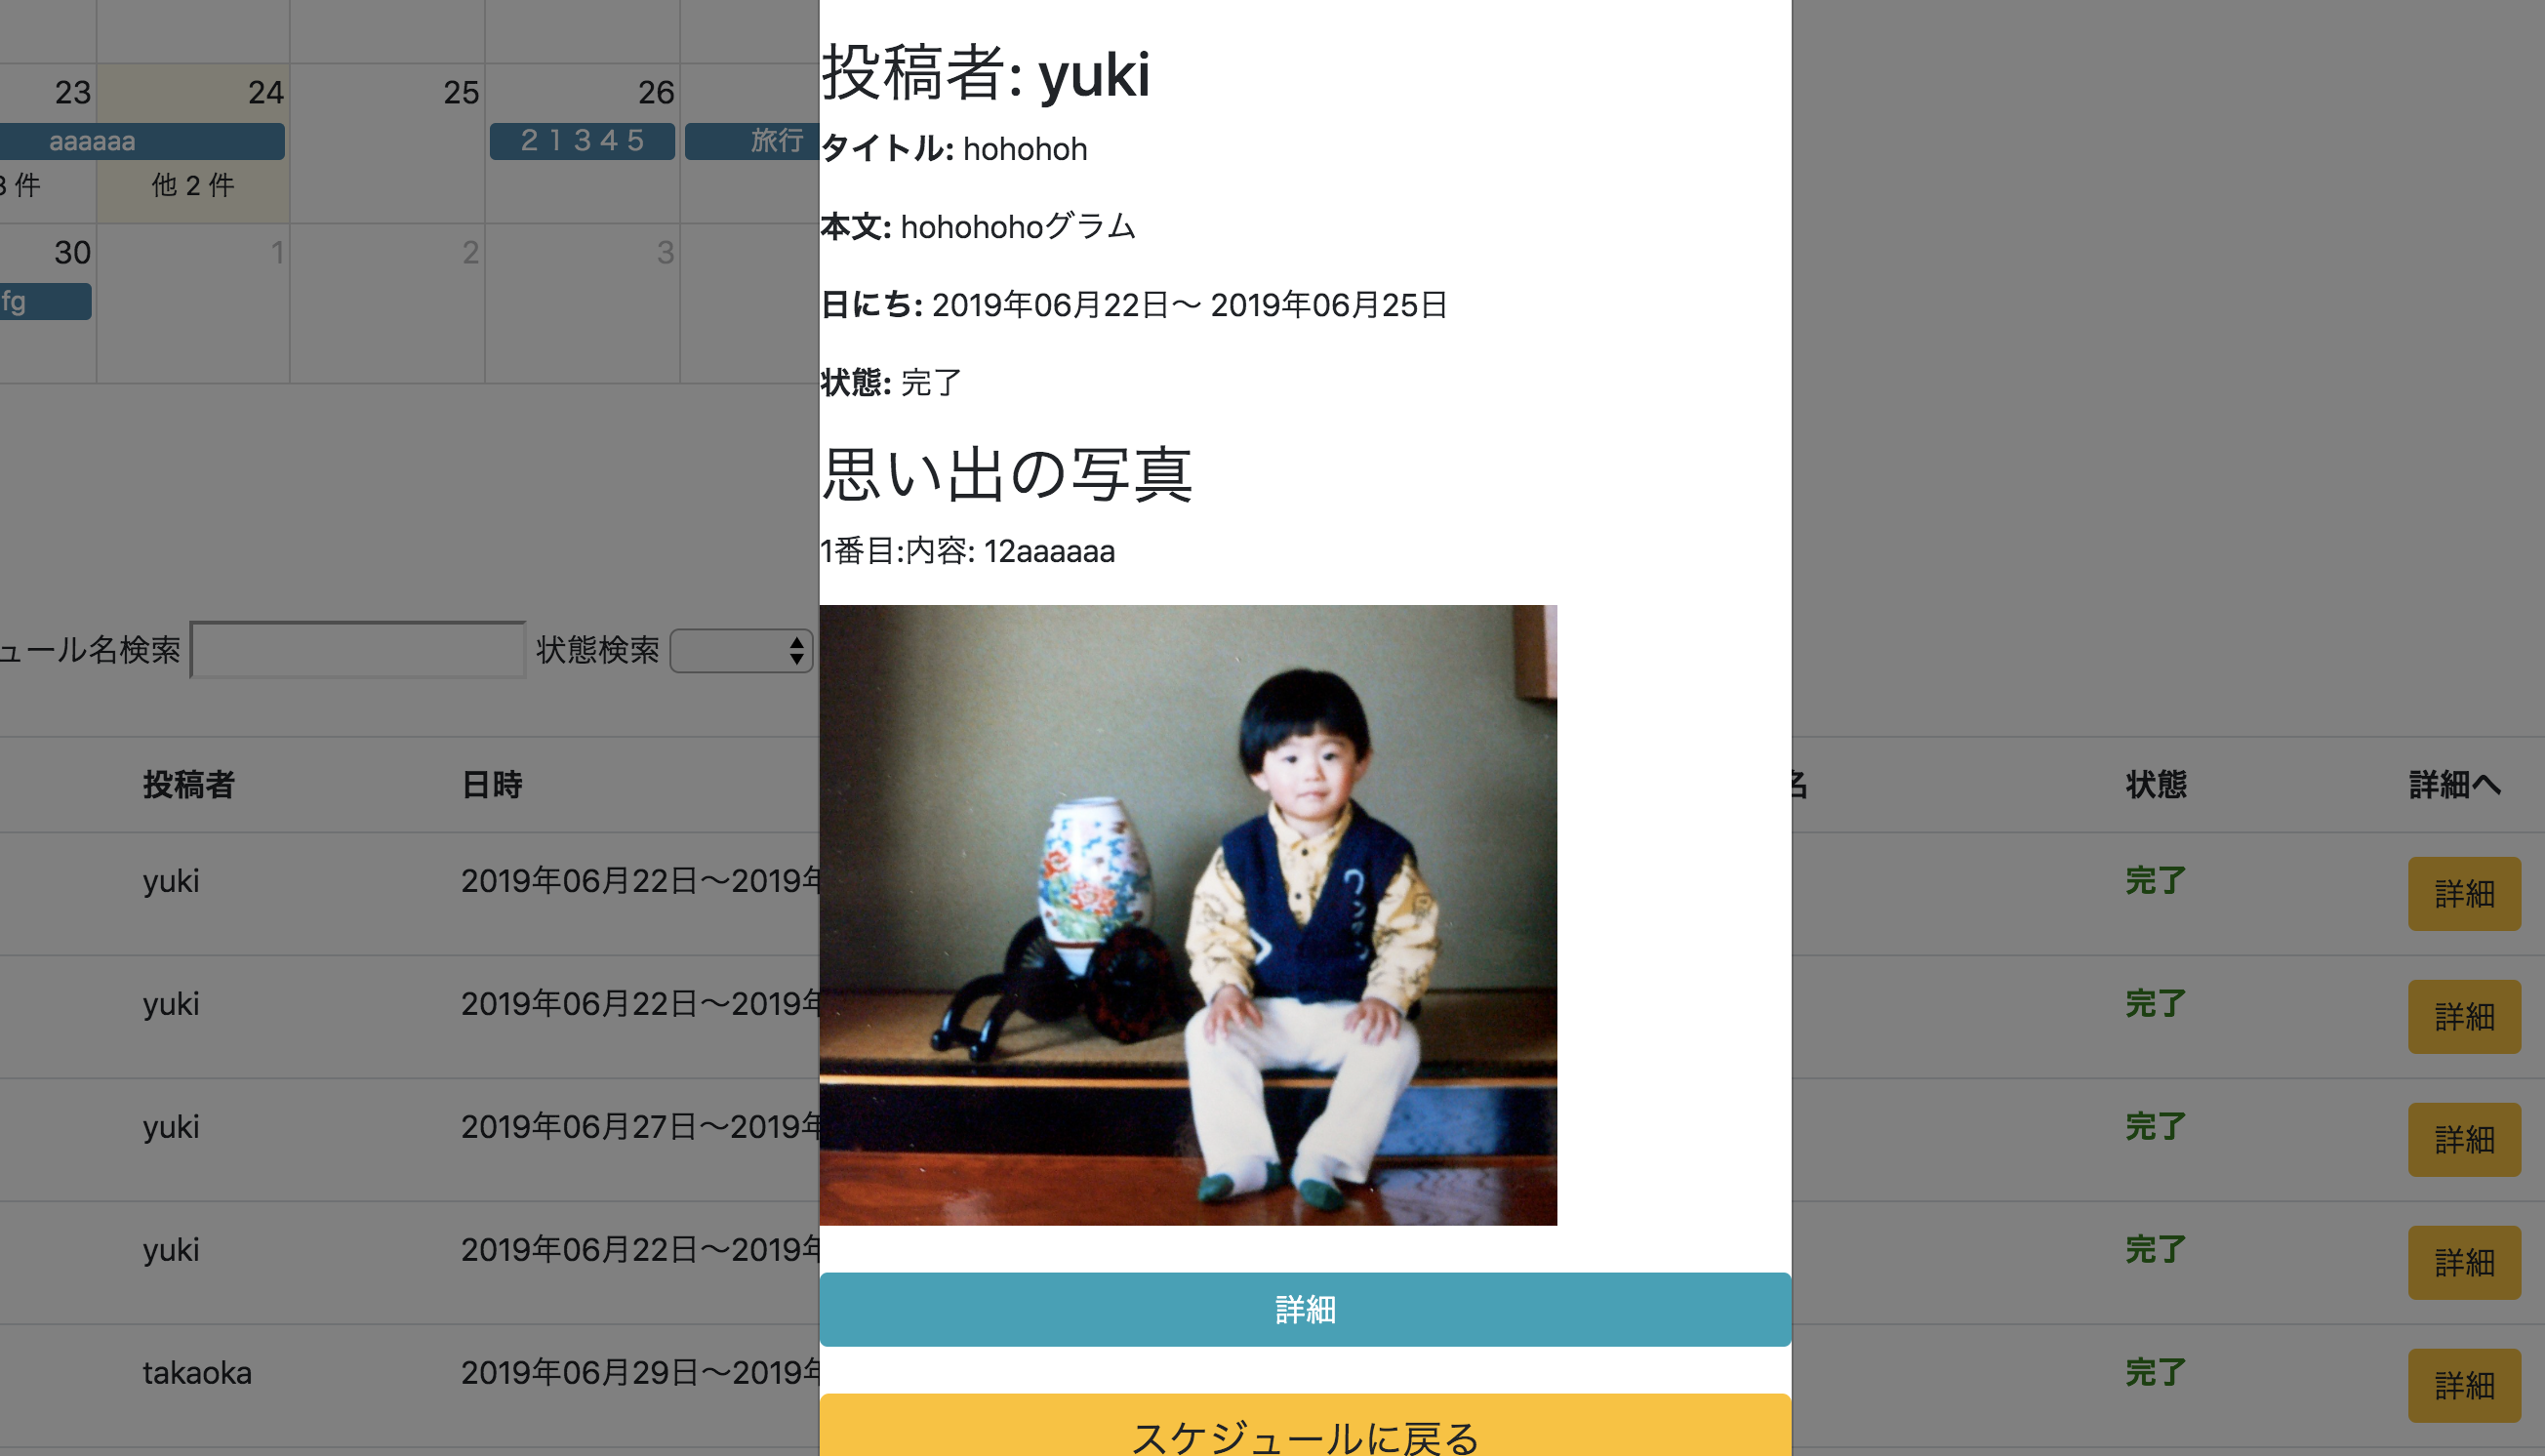 23 24 25 26
aaaaaa 21345 旅行
件 他 2 件
30 1 2 3
fg
投稿者: yuki
タイトル: hohohoh
本文: hohohohoグラム
日にち: 2019年06月22日〜 2019年06月25日
状態: 完了
思い出の写真
1番目:内容: 12aaaaaa
ワンワン
詳細
スケジュールに戻る
ュール名検索 状態検索
投稿者 日時 名 状態 詳細へ
yuki 2019年06月22日〜2019年 完了 詳細
yuki 2019年06月22日〜2019年 完了 詳細
yuki 2019年06月27日〜2019年 完了 詳細
yuki 2019年06月22日〜2019年 完了 詳細
takaoka 2019年06月29日〜2019年 完了 詳細